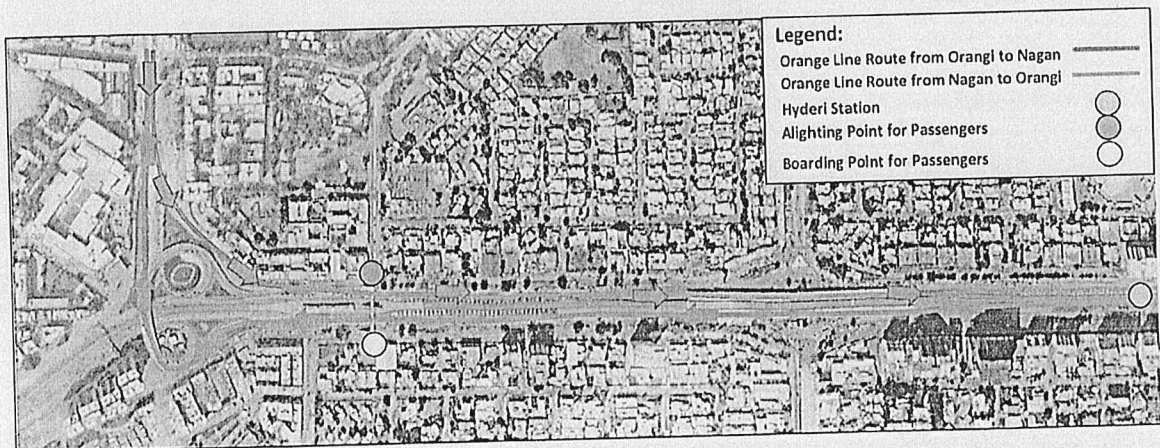 Legend:
Orange Line Route from Orangi to Nagan
Orange Line Route from Nagan to Orangi
Hyderi Station
Alighting Point for Passengers
Boarding Point for Passengers